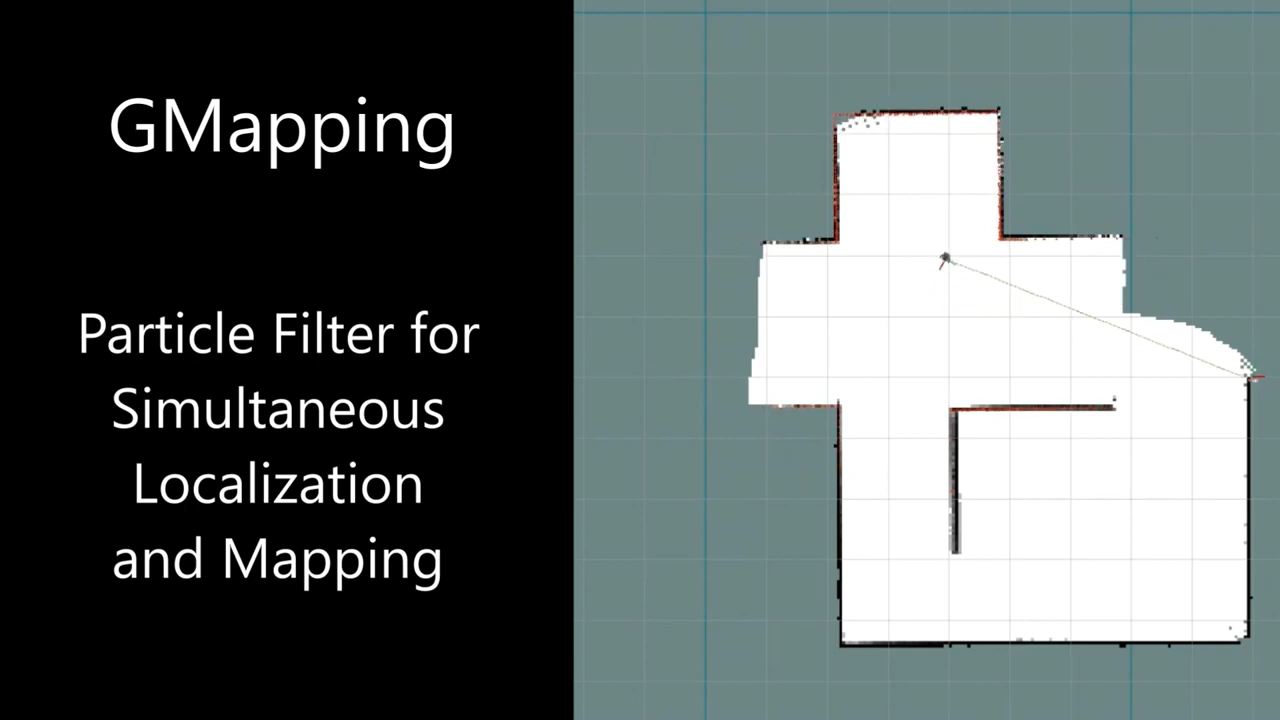 GMapping
Particle Filter for
Simultaneous
Localization
and Mapping